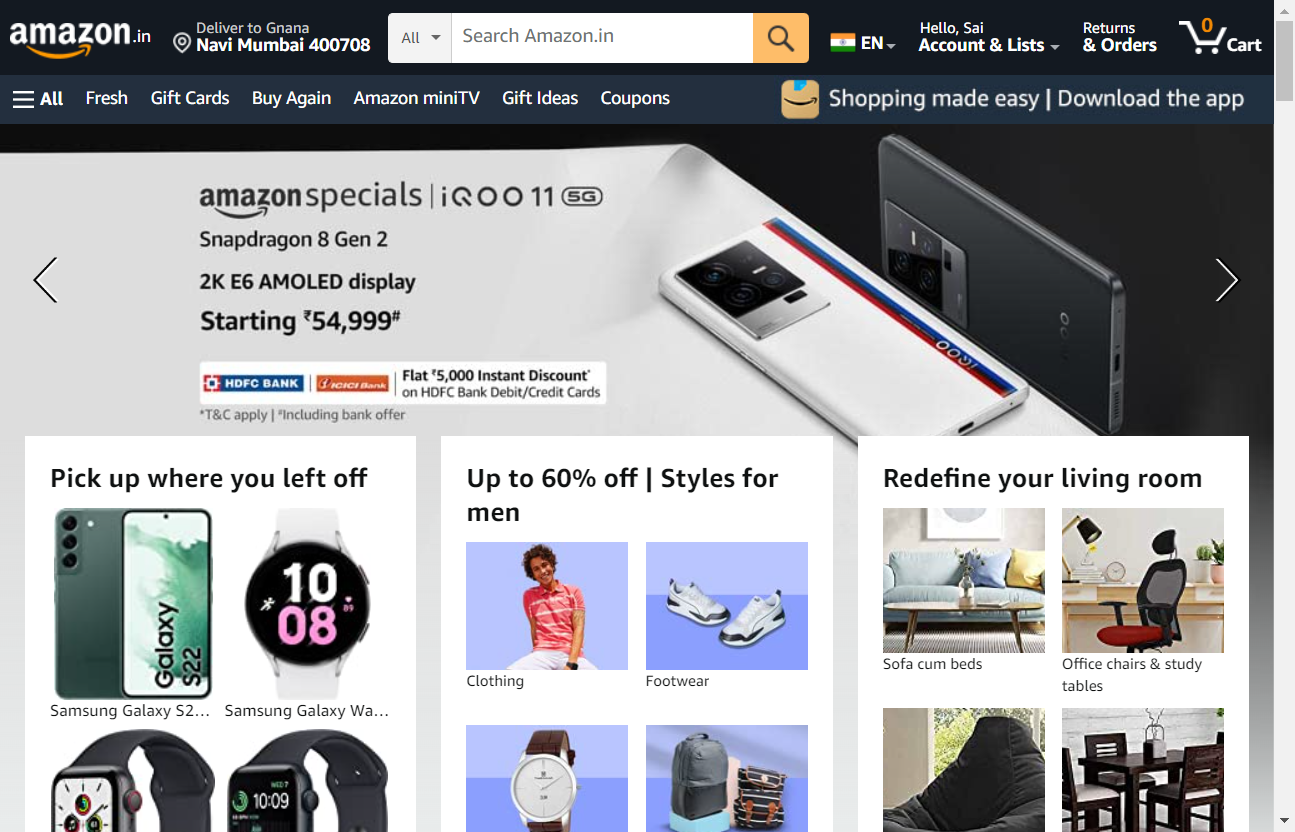 amazon.in
Deliver to Gnana
Navi Mumbai 400708
All
Search Amazon.in
EN
Hello, Sai
Account & Lists
Returns
& Orders
0
Cart
All
Fresh
Gift Cards
Buy Again
Amazon miniTV
Gift Ideas
Coupons
Shopping made easy | Download the app
amazon specials | iQOO 11 5G
Snapdragon 8 Gen 2
2K E6 AMOLED display
Starting ₹54,999#
HDFC BANK
ICICI Bank
Flat ₹5,000 Instant Discount*
on HDFC Bank Debit/Credit Cards
*T&C apply | #Including bank offer
iQOO
Pick up where you left off
Galaxy
S22
10
08
89
Samsung Galaxy S2...
Samsung Galaxy Wa...
10:09
Up to 60% off | Styles for
men
Clothing
Footwear
Redefine your living room
Sofa cum beds
Office chairs & study
tables